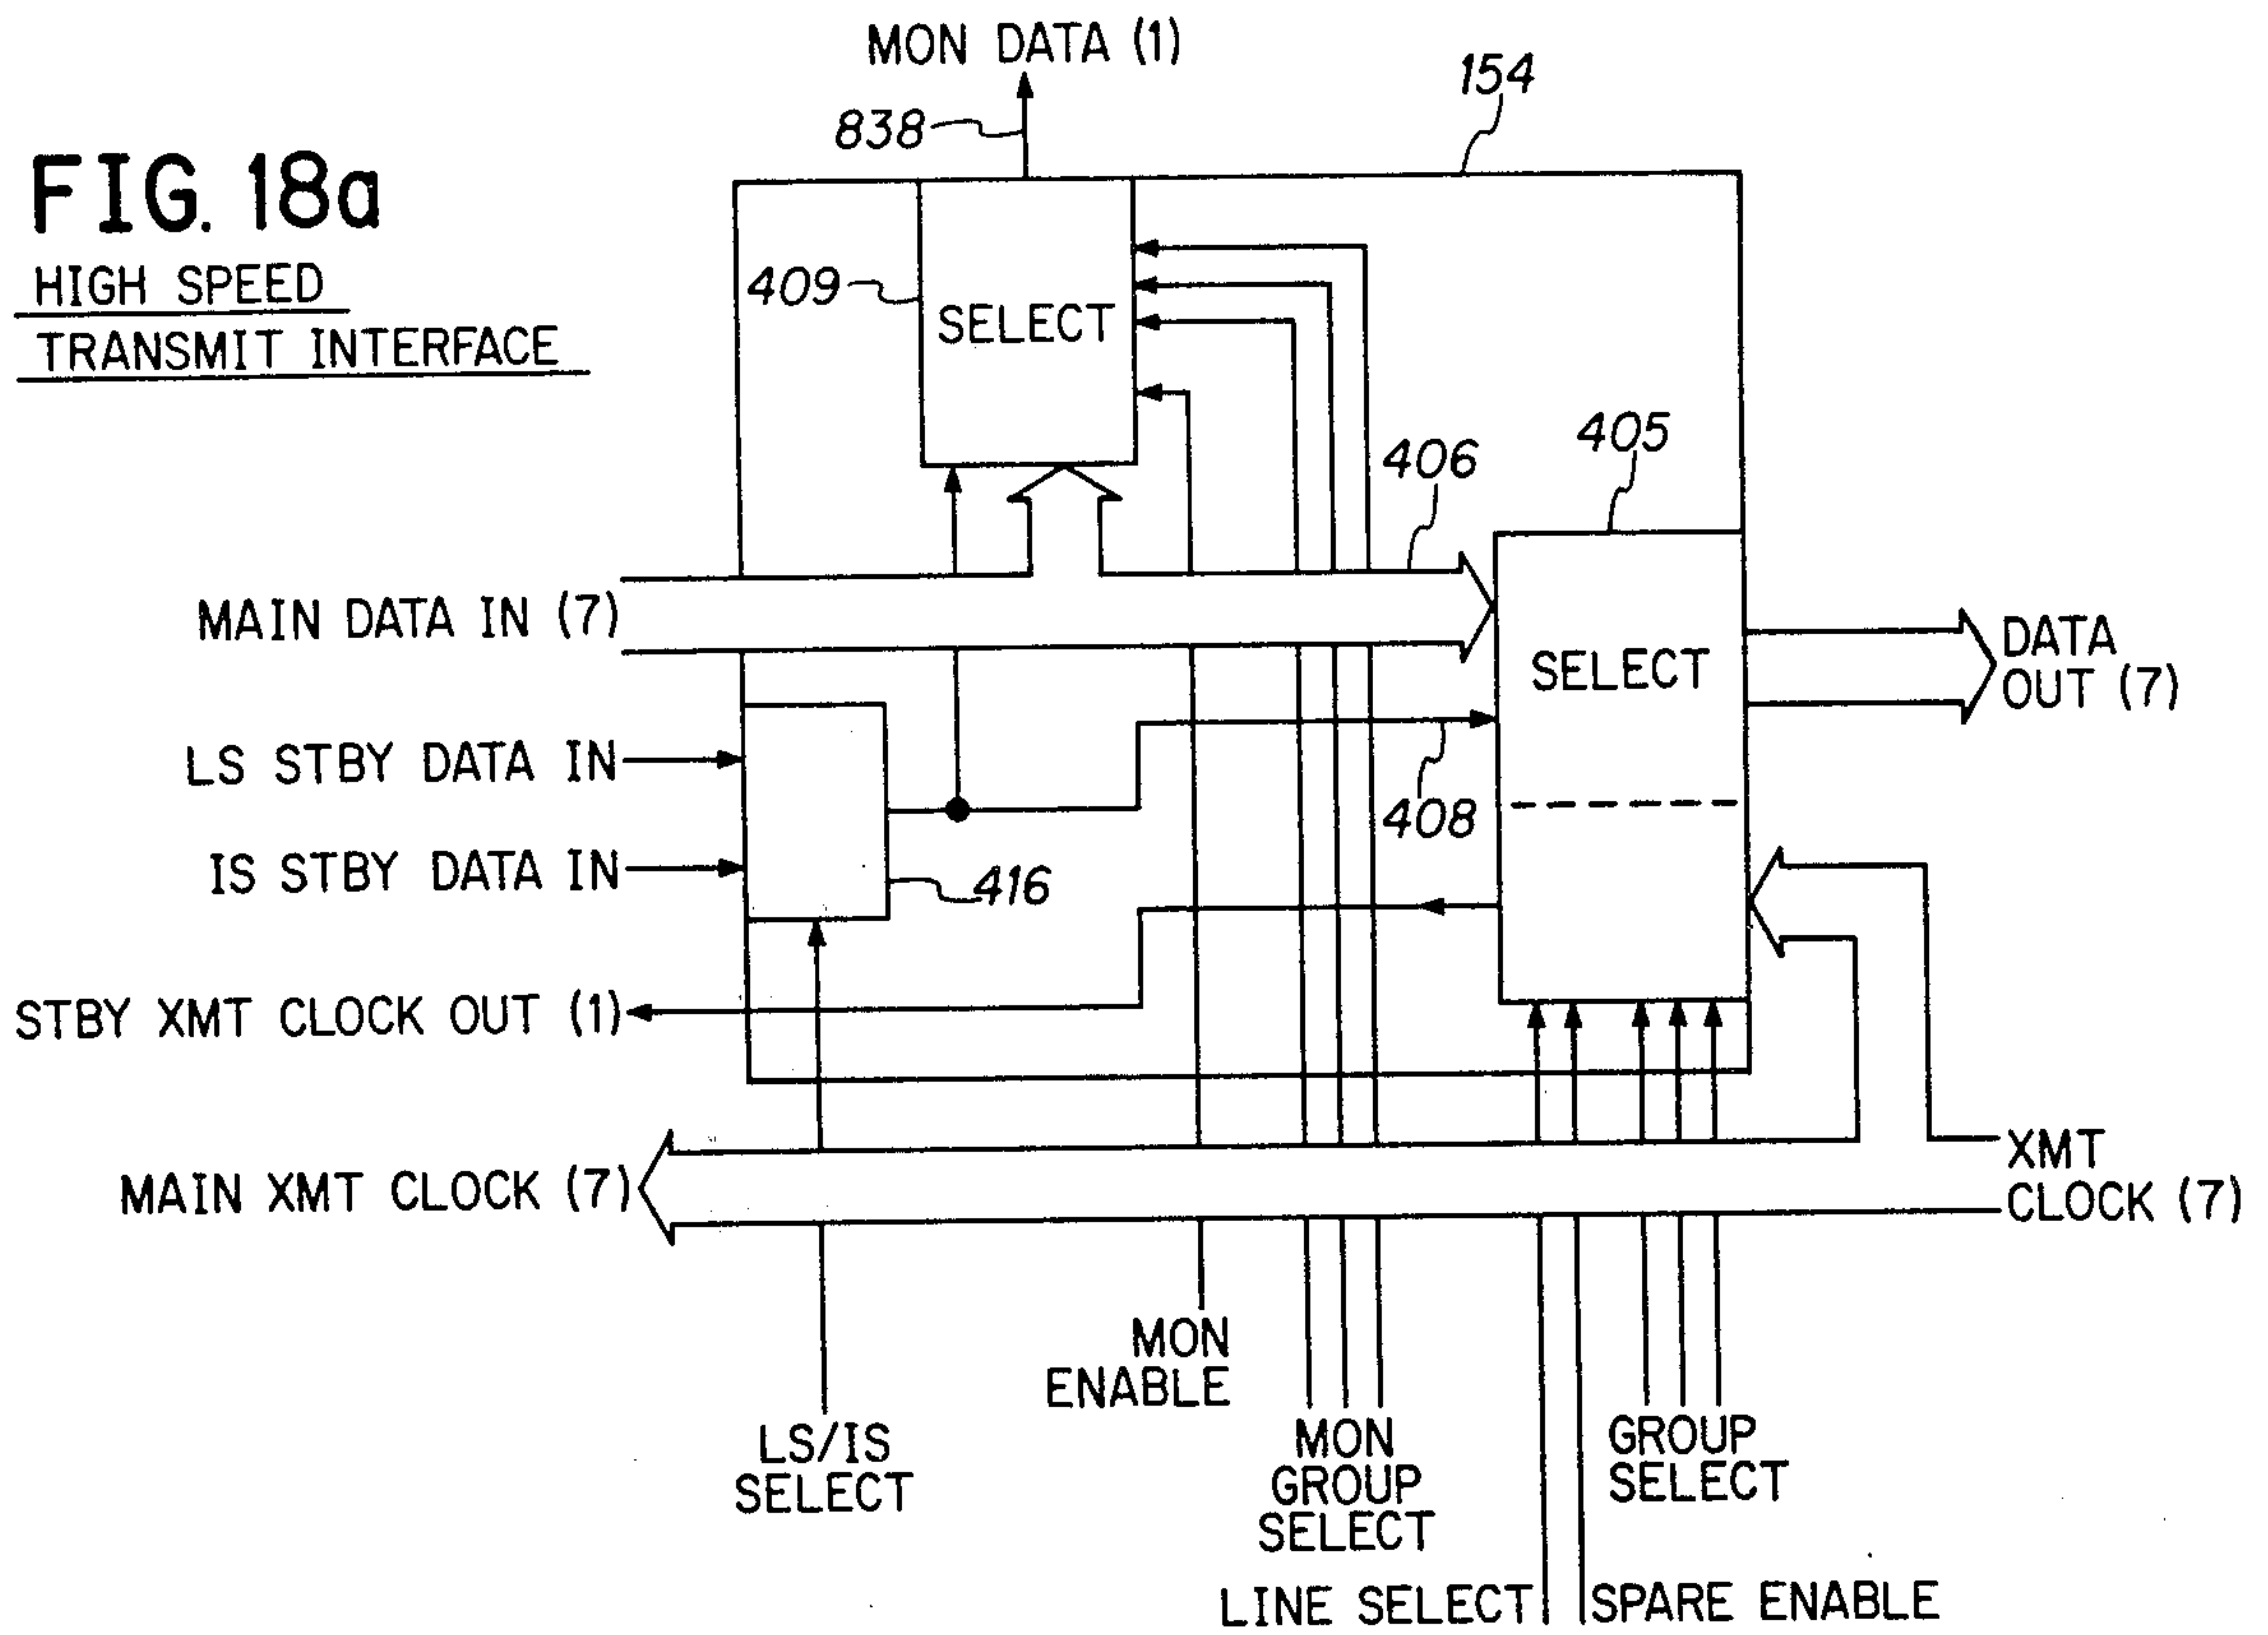 MON DATA (1)
154
838
FIG. 18a
HIGH SPEED
TRANSMIT INTERFACE
409
SELECT
406
405
MAIN DATA IN (7)
SELECT
DATA
OUT (7)
LS STBY DATA IN
408
IS STBY DATA IN
416
STBY XMT CLOCK OUT (1)
MAIN XMT CLOCK (7)
XMT
CLOCK (7)
MON
ENABLE
LS/IS
SELECT
MON
GROUP
SELECT
GROUP
SELECT
LINE SELECT
SPARE ENABLE